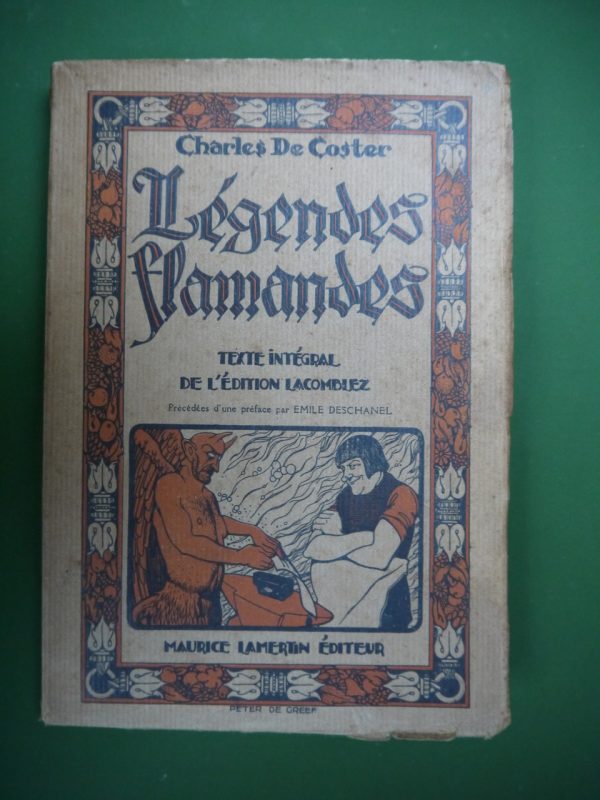 Charles De Coster
Légendes
flamandes
TEXTE INTÉGRAL
DE L'ÉDITION LACOMBLEZ
Précédées d'une préface par EMILE DESCHANEL
MAURICE LAMERTIN ÉDITEUR
PETER DE GREEF